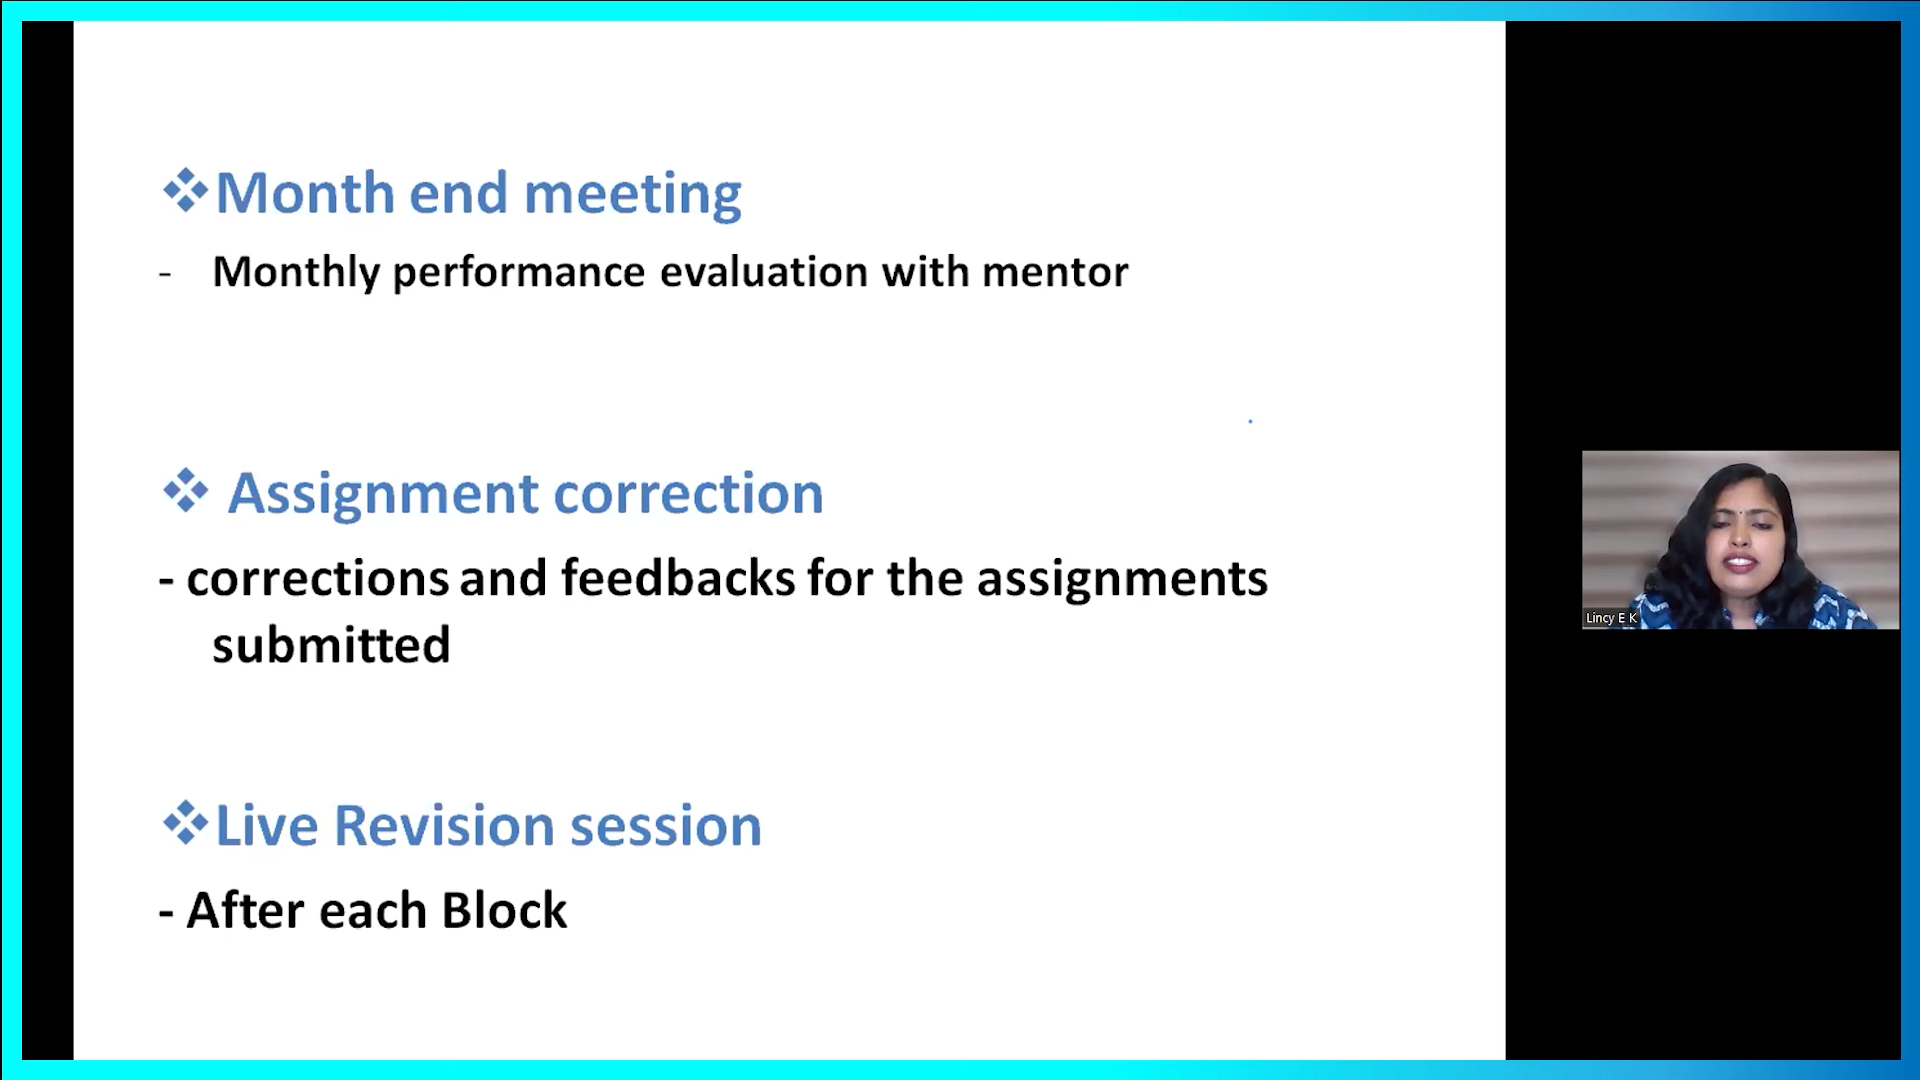 ❖Month end meeting
- Monthly performance evaluation with mentor
❖ Assignment correction
- corrections and feedbacks for the assignments
submitted
❖Live Revision session
- After each Block
Lincy E K